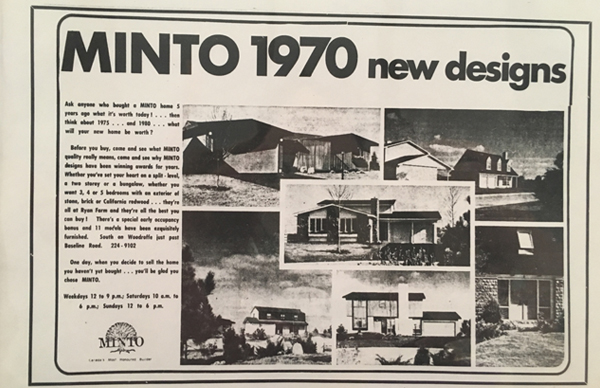 MINTO 1970 new designs
Ask anyone who bought a MINTO home 5
years ago what it's worth today! . . . then
think about 1975 . . . and 1980 . . . what
will your new home be worth?
Before you buy, come and see what MINTO
quality really means, come and see why MINTO
designs have been winning awards for years.
Whether you've set your heart on a split - level,
a two storey or a bungalow, whether you
want 3, 4 or 5 bedrooms with an exterior of
stone, brick or California redwood . . . they're
all at Ryan Farm and they're all the best you
can buy! There's a special early occupancy
bonus and 11 models have been exquisitely
furnished. South on Woodroffe just past
Baseline Road. 224-9102
One day, when you decide to sell the home
you haven't yet bought . . . you'll be glad you
chose MINTO.
Weekdays 12 to 9 p.m.; Saturdays 10 a.m. to
6 p.m.; Sundays 12 to 6 p.m.
MINTO